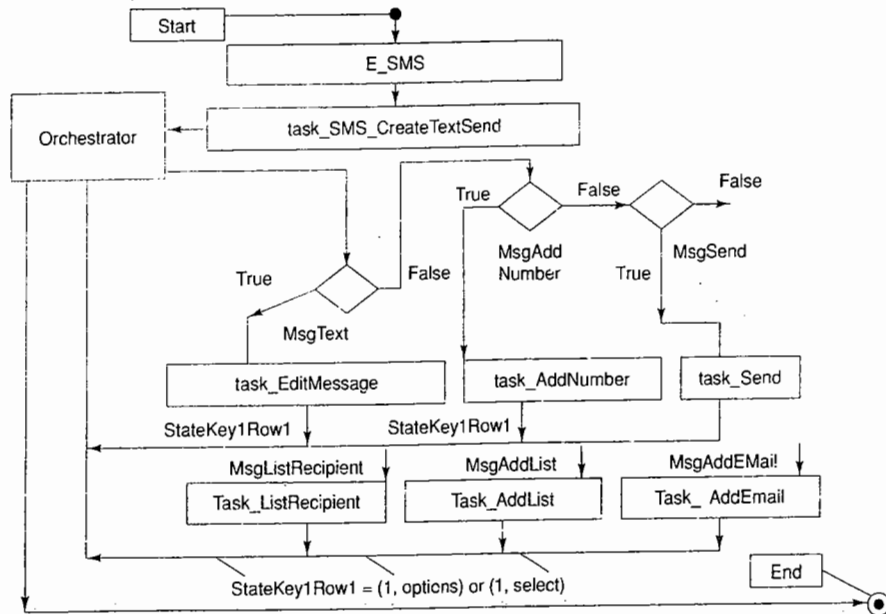 Start
E_SMS
task_SMS_CreateTextSend
Orchestrator
True
False
False
MsgAdd
Number
MsgSend
True
True
False
MsgText
task_EditMessage
task_AddNumber
task_Send
StateKey1Row1
StateKey1Row1
MsgListRecipient
MsgAddList
MsgAddEMail
Task_ListRecipient
Task_AddList
Task_ AddEmail
StateKey1Row1 = (1, options) or (1, select)
End